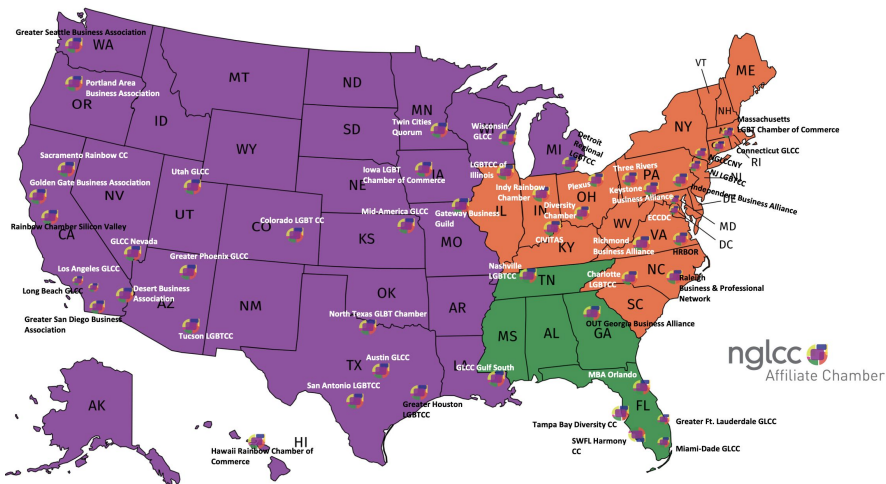 Greater Seattle Business Association
WA
Portland Area
Business Association
OR
ID
MT
ND
SD
WY
NE
MN
Twin Cities
Quorum
Wisconsin
GLCC
WI
MI
Detroit
Regional
LGBTCC
VT
ME
NH
NY
Massachusetts
LGBT Chamber of Commerce
Connecticut GLCC
RI
NGLCCNY
NJ LGBTCC
NJ
Independent Business Alliance
DE
MD
DC
Sacramento Rainbow CC
Golden Gate Business Association
Rainbow Chamber Silicon Valley
CA
NV
GLCC Nevada
Utah GLCC
UT
Colorado LGBT CC
CO
Iowa LGBT
Chamber of Commerce
IA
Mid-America GLCC
KS
Gateway Business
Guild
MO
LGBTCC of
Illinois
IL
Indy Rainbow
Chamber
IN
Plexus
OH
Diversity
Chamber
Three Rivers
PA
Keystone
Business Alliance
ECCDC
WV
VA
CIVITAS
KY
Richmond
Business Alliance
HRBOR
Los Angeles GLCC
Long Beach GLCC
Greater San Diego Business
Association
Desert Business
Association
Greater Phoenix GLCC
AZ
Tucson LGBTCC
NM
OK
North Texas GLBT Chamber
AR
Nashville
LGBTCC
TN
Charlotte
LGBTCC
NC
Raleigh
Business & Professional
Network
SC
MS
AL
GA
OUT Georgia Business Alliance
TX
Austin GLCC
San Antonio LGBTCC
Greater Houston
LGBTCC
LA
GLCC Gulf South
MBA Orlando
FL
Tampa Bay Diversity CC
SWFL Harmony
CC
Greater Ft. Lauderdale GLCC
Miami-Dade GLCC
AK
HI
Hawaii Rainbow Chamber of
Commerce
nglcc
Affiliate Chamber